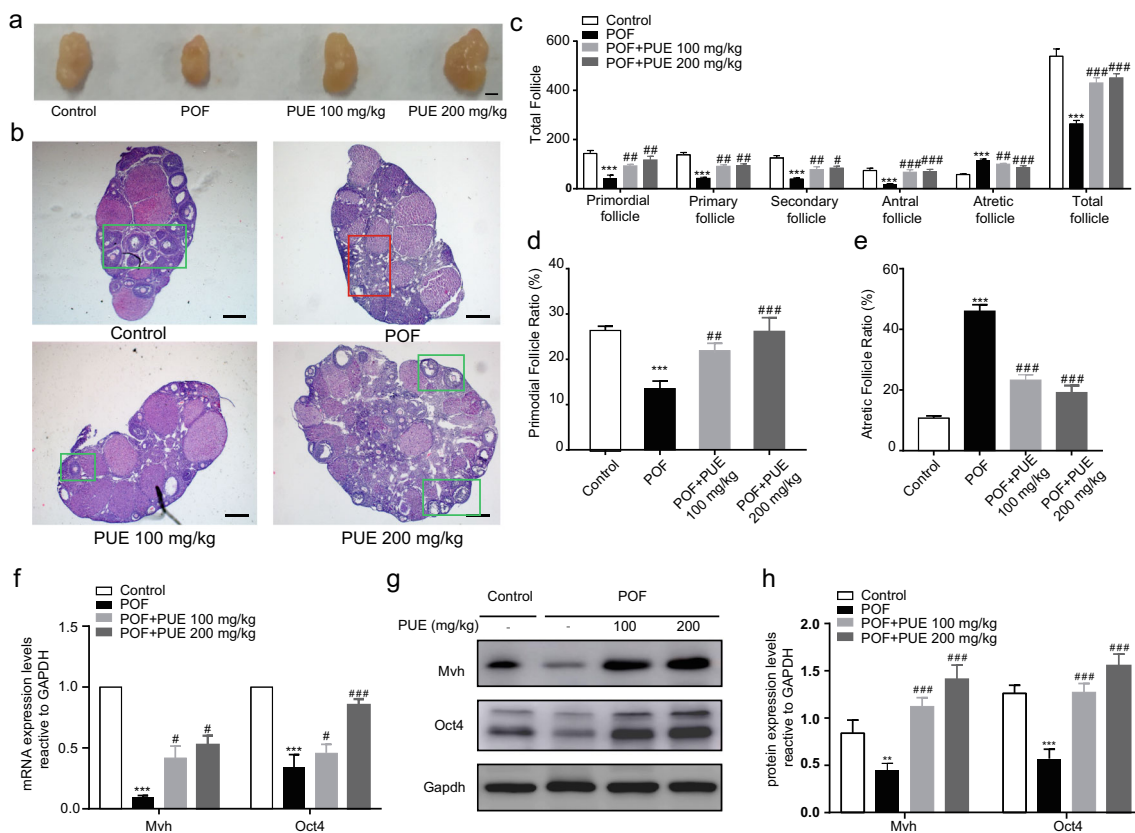 a
Control
POF
PUE 100 mg/kg
PUE 200 mg/kg
b
Control
POF
PUE 100 mg/kg
PUE 200 mg/kg
c
Control
POF
POF+PUE 100 mg/kg
POF+PUE 200 mg/kg
Total Follicle
600
400
200
0
***
##
##
***
##
##
***
##
#
***
###
###
***
##
###
***
###
###
Primordial
follicle
Primary
follicle
Secondary
follicle
Antral
follicle
Atretic
follicle
Total
follicle
d
Primodial Follicle Ratio (%)
40
30
20
10
0
***
##
###
Control
POF
POF+PUE
100 mg/kg
POF+PUE
200 mg/kg
e
Atretic Follicle Ratio (%)
60
40
20
0
***
###
###
Control
POF
POF+PUE
100 mg/kg
POF+PUE
200 mg/kg
f
Control
POF
POF+PUE 100 mg/kg
POF+PUE 200 mg/kg
mRNA expression levels
reactive to GAPDH
1.5
1.0
0.5
0.0
***
#
#
***
#
###
Mvh
Oct4
g
Control
POF
PUE (mg/kg)
-
-
100
200
Mvh
Oct4
Gapdh
h
Control
POF
POF+PUE 100 mg/kg
POF+PUE 200 mg/kg
protein expression levels
reactive to GAPDH
2.0
1.5
1.0
0.5
0.0
**
###
###
***
###
###
Mvh
Oct4